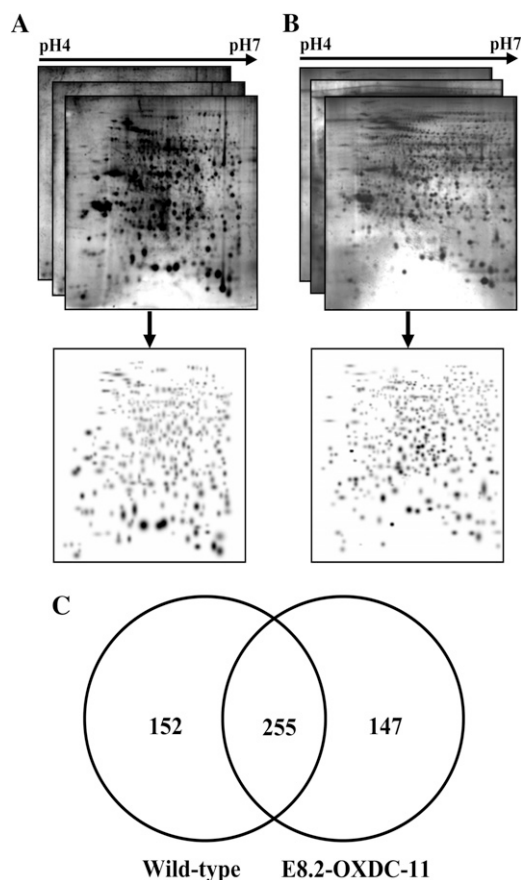 A
B
pH4 pH7
pH4 pH7
C
152 255 147
Wild-type E8.2-OXDC-11